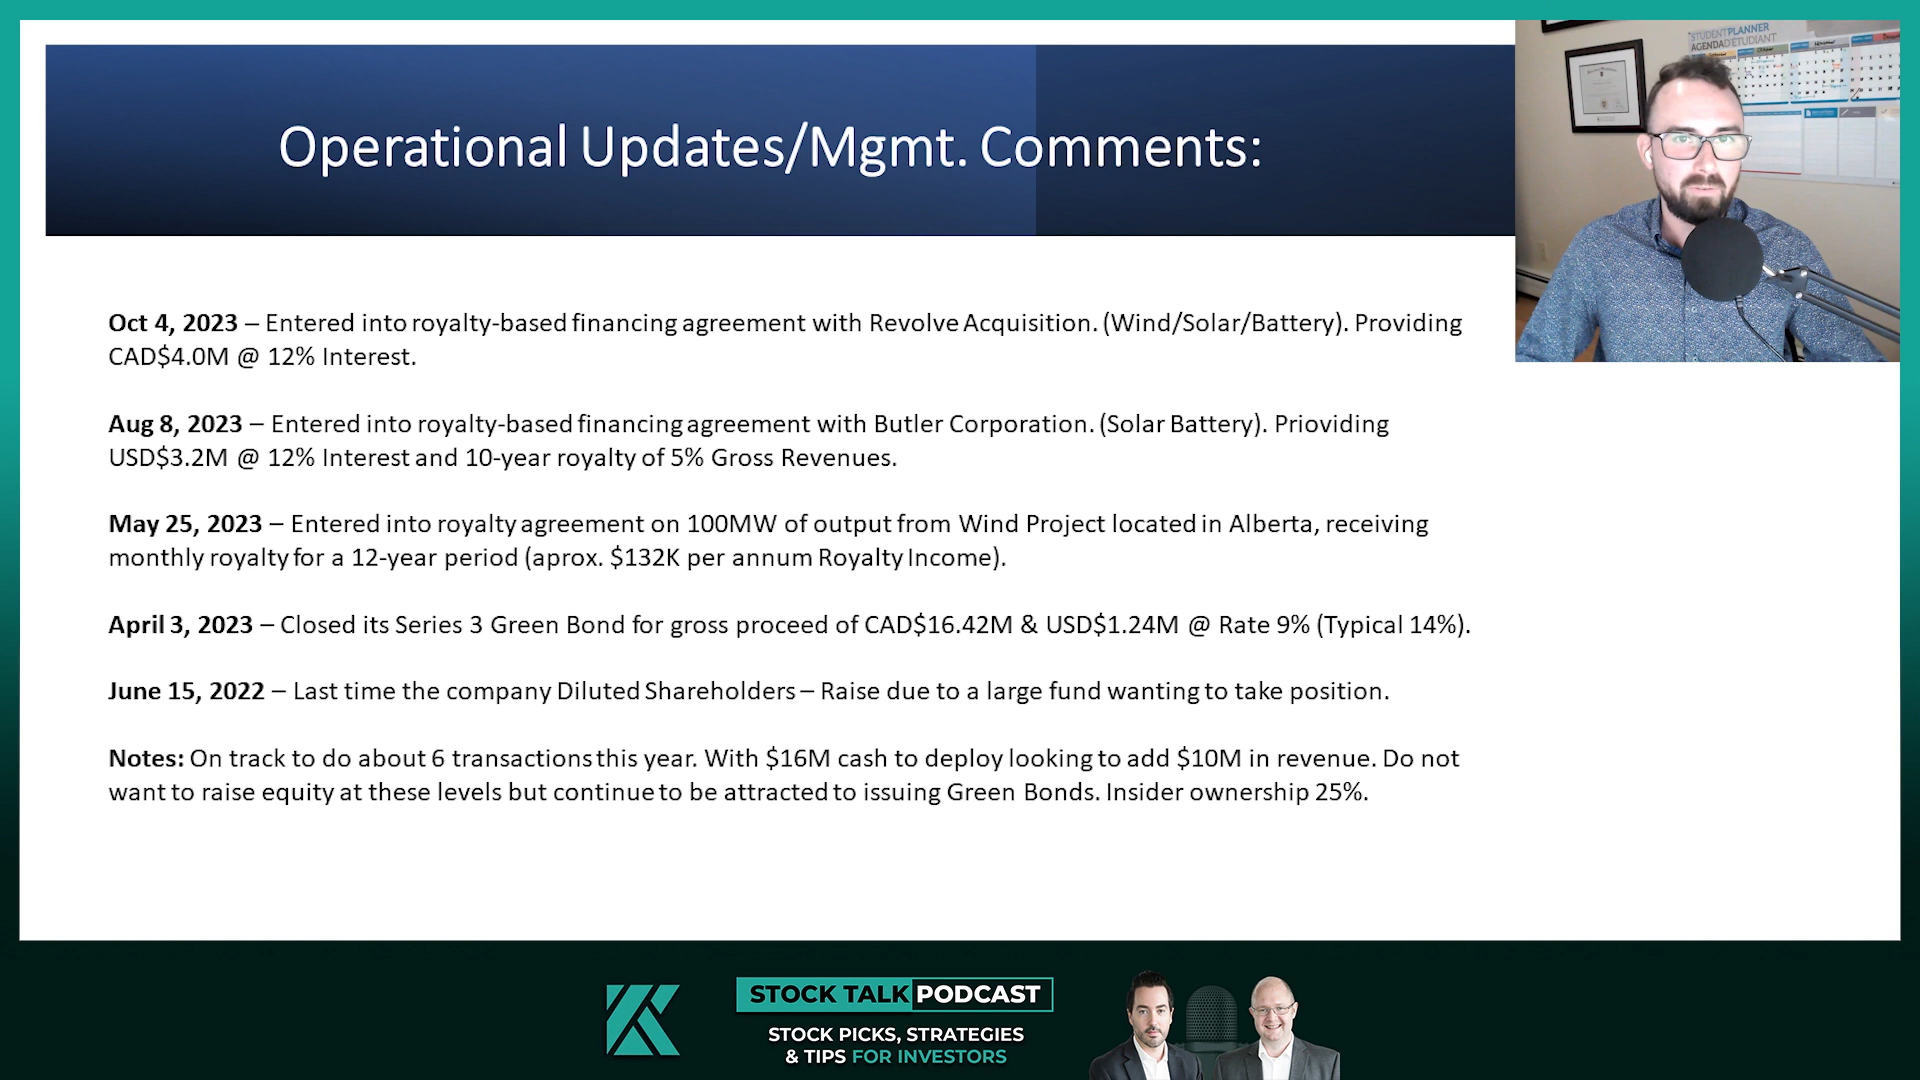 STUDENTPLANNER
AGENDAD'ETUDIANT
Operational Updates/Mgmt. Comments:
Oct 4, 2023 – Entered into royalty-based financing agreement with Revolve Acquisition. (Wind/Solar/Battery). Providing
CAD$4.0M @ 12% Interest.
Aug 8, 2023 – Entered into royalty-based financing agreement with Butler Corporation. (Solar Battery). Prioviding
USD$3.2M @ 12% Interest and 10-year royalty of 5% Gross Revenues.
May 25, 2023 – Entered into royalty agreement on 100MW of output from Wind Project located in Alberta, receiving
monthly royalty for a 12-year period (aprox. $132K per annum Royalty Income).
April 3, 2023 – Closed its Series 3 Green Bond for gross proceed of CAD$16.42M & USD$1.24M @ Rate 9% (Typical 14%).
June 15, 2022 – Last time the company Diluted Shareholders – Raise due to a large fund wanting to take position.
Notes: On track to do about 6 transactions this year. With $16M cash to deploy looking to add $10M in revenue. Do not
want to raise equity at these levels but continue to be attracted to issuing Green Bonds. Insider ownership 25%.
STOCK TALK PODCAST
STOCK PICKS, STRATEGIES
& TIPS FOR INVESTORS